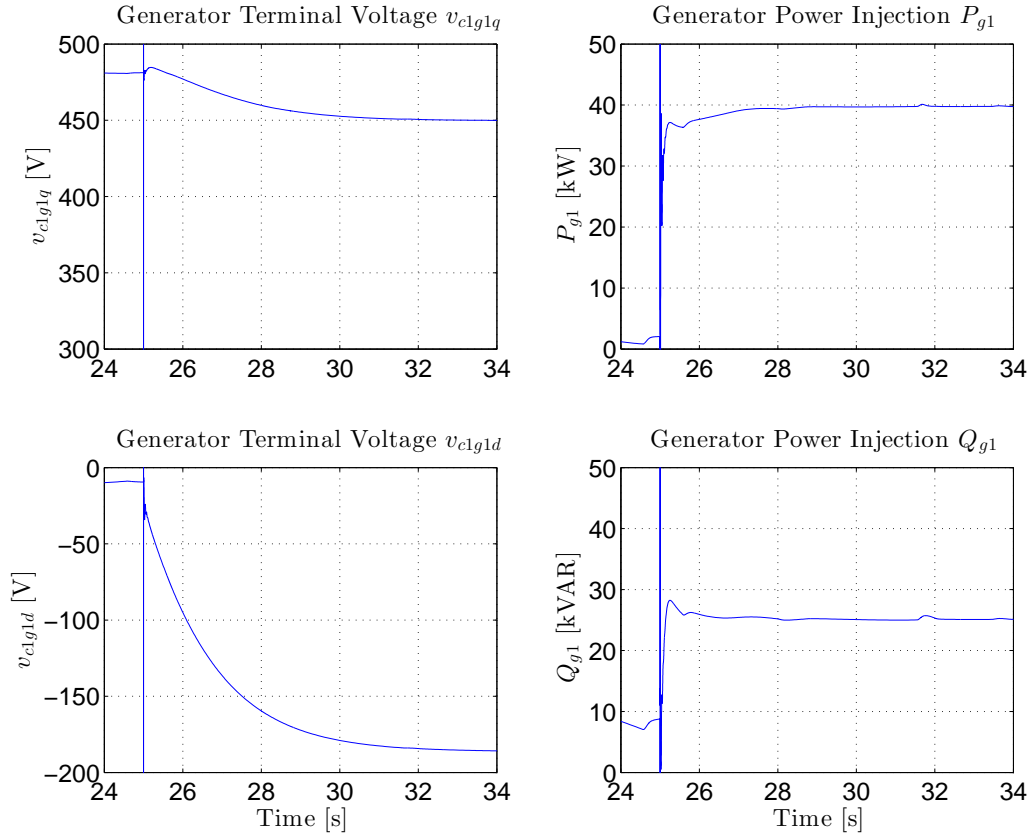 Generator Terminal Voltage v_{c1g1q}
500
450
400
350
300
v_{c1g1q} [V]
24 26 28 30 32 34
Generator Power Injection P_{g1}
50
40
30
20
10
0
P_{g1} [kW]
24 26 28 30 32 34
Generator Terminal Voltage v_{c1g1d}
0
−50
−100
−150
−200
v_{c1g1d} [V]
24 26 28 30 32 34
Time [s]
Generator Power Injection Q_{g1}
50
40
30
20
10
0
Q_{g1} [kVAR]
24 26 28 30 32 34
Time [s]